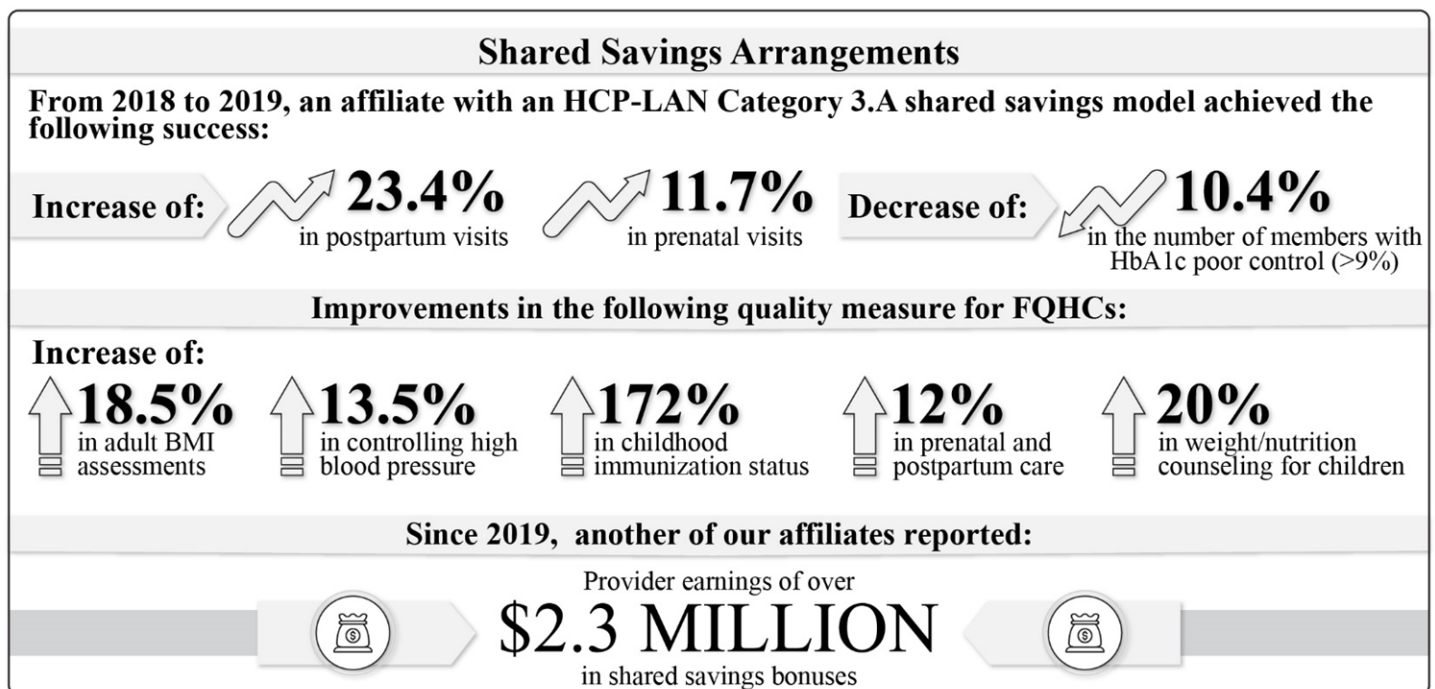 Shared Savings Arrangements
From 2018 to 2019, an affiliate with an HCP-LAN Category 3.A shared savings model achieved the
following success:
Increase of:
23.4%
in postpartum visits
11.7%
in prenatal visits
Decrease of:
10.4%
in the number of members with
HbA1c poor control (>9%)
Improvements in the following quality measure for FQHCs:
Increase of:
18.5%
in adult BMI
assessments
13.5%
in controlling high
blood pressure
172%
in childhood
immunization status
12%
in prenatal and
postpartum care
20%
in weight/nutrition
counseling for children
Since 2019, another of our affiliates reported:
Provider earnings of over
$2.3 MILLION
in shared savings bonuses
$
$